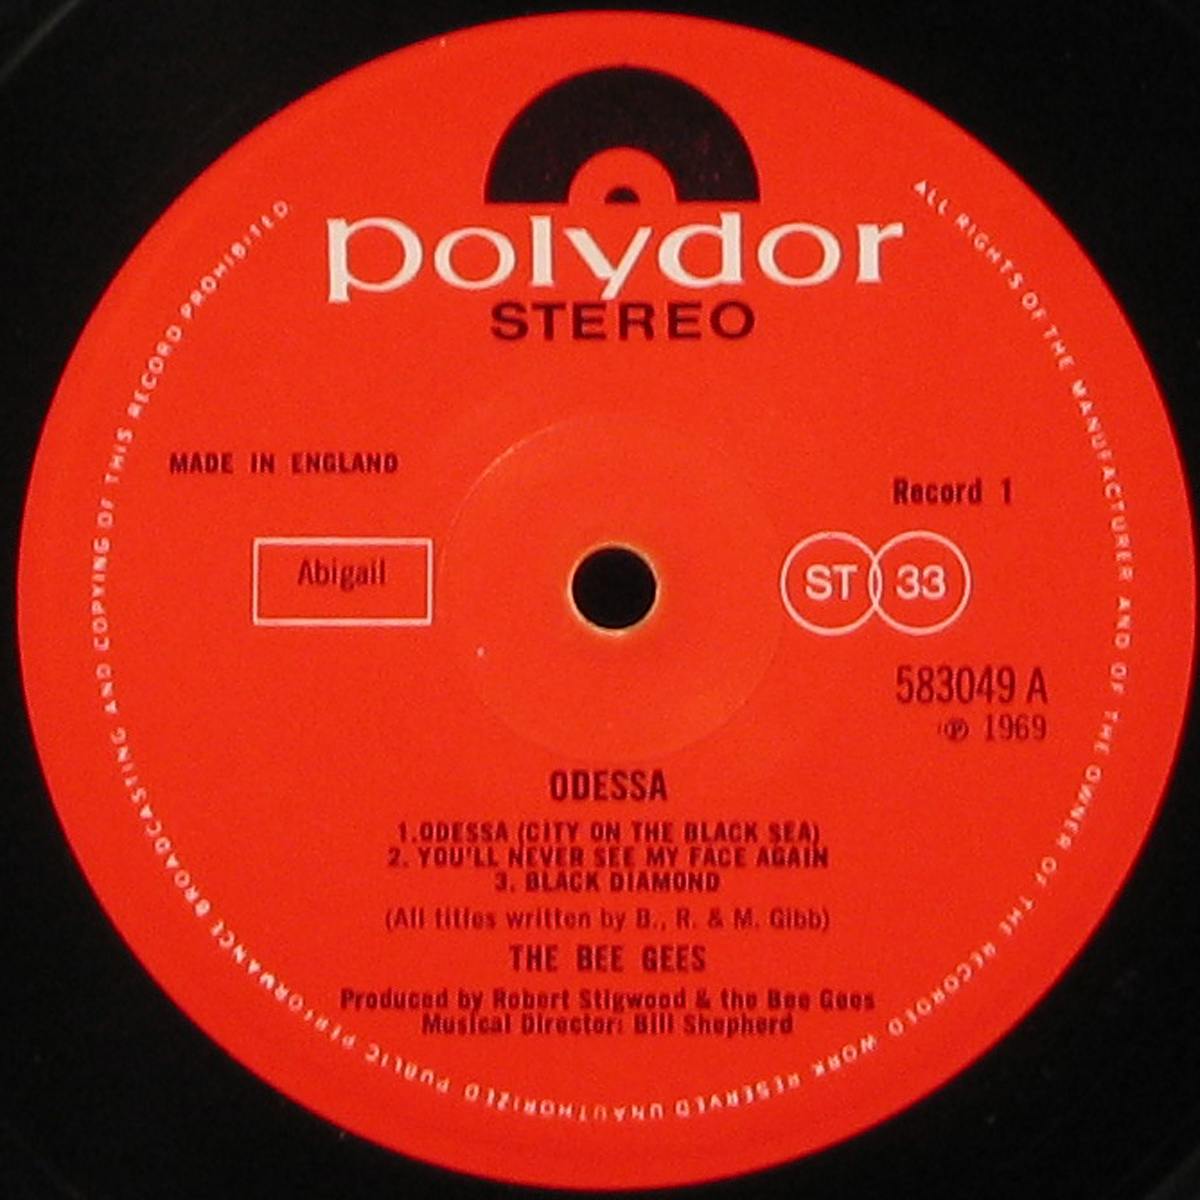 polydor
STEREO
MADE IN ENGLAND
Record 1
Abigail
ST 33
583049 A
℗ 1969
ODESSA
1.ODESSA (CITY ON THE BLACK SEA)
2. YOU'LL NEVER SEE MY FACE AGAIN
3. BLACK DIAMOND
(All titles written by B., R. & M. Gibb)
THE BEE GEES
Produced by Robert Stigwood & the Bee Gees
Musical Director: Bill Shepherd
ALL RIGHTS OF THE MANUFACTURER AND OF THE OWNER OF THE RECORDED WORK RESERVED UNAUTHORIZED PUBLIC PERFORMANCE BROADCASTING AND COPYING OF THIS RECORD PROHIBITED